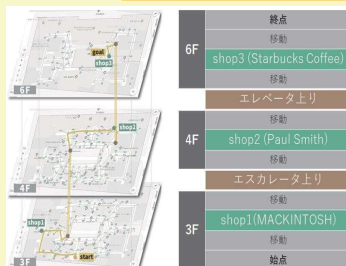 goal
shop3
6F
shop2
4F
shop1
start
3F
6F
終点
移動
shop3 (Starbucks Coffee)
移動
エレベータ上り
4F
移動
shop2 (Paul Smith)
移動
エスカレータ上り
3F
移動
shop1(MACKINTOSH)
移動
始点